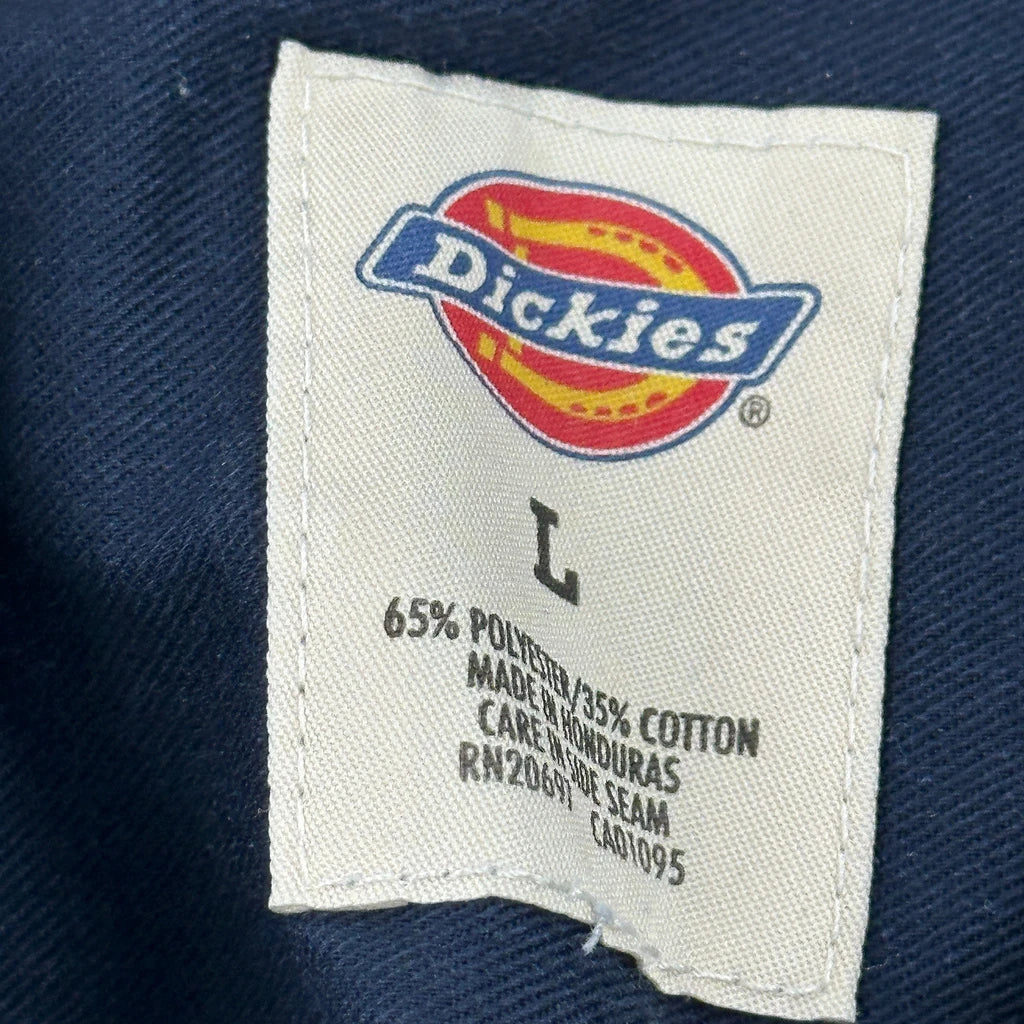 Dickies
®
L
65% POLYESTER/35% COTTON
MADE IN HONDURAS
CARE IN SIDE SEAM
RN20697 CA01095